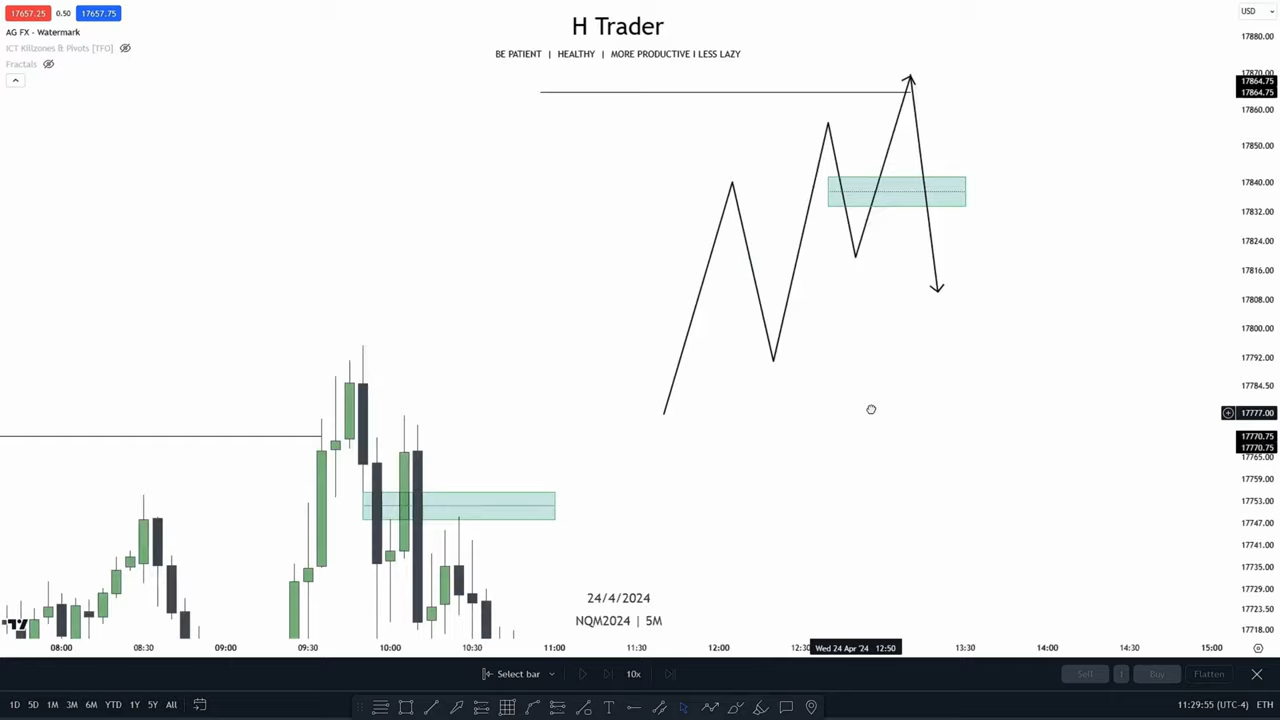 17657.25 0.50 17657.75
H Trader
USD
AG FX - Watermark
BE PATIENT | HEALTHY | MORE PRODUCTIVE I LESS LAZY
ICT Killzones & Pivots [TFO]
Fractals
17880.00
17870.00
17864.75
17864.75
17860.00
17850.00
17840.00
17832.00
17824.00
17816.00
17808.00
17800.00
17792.00
17784.50
17777.00
17770.75
17770.75
17765.00
17759.00
17753.00
17747.00
17741.00
17735.00
17729.00
17723.50
17718.00
24/4/2024
NQM2024 | 5M
08:00 08:30 09:00 09:30 10:00 10:30 11:00 11:30 12:00 12:30 Wed 24 Apr '24 12:50 13:30 14:00 14:30 15:00
Select bar 10x Sell Buy Flatten
1D 5D 1M 3M 6M YTD 1Y 5Y All 11:29:55 (UTC-4) ETH